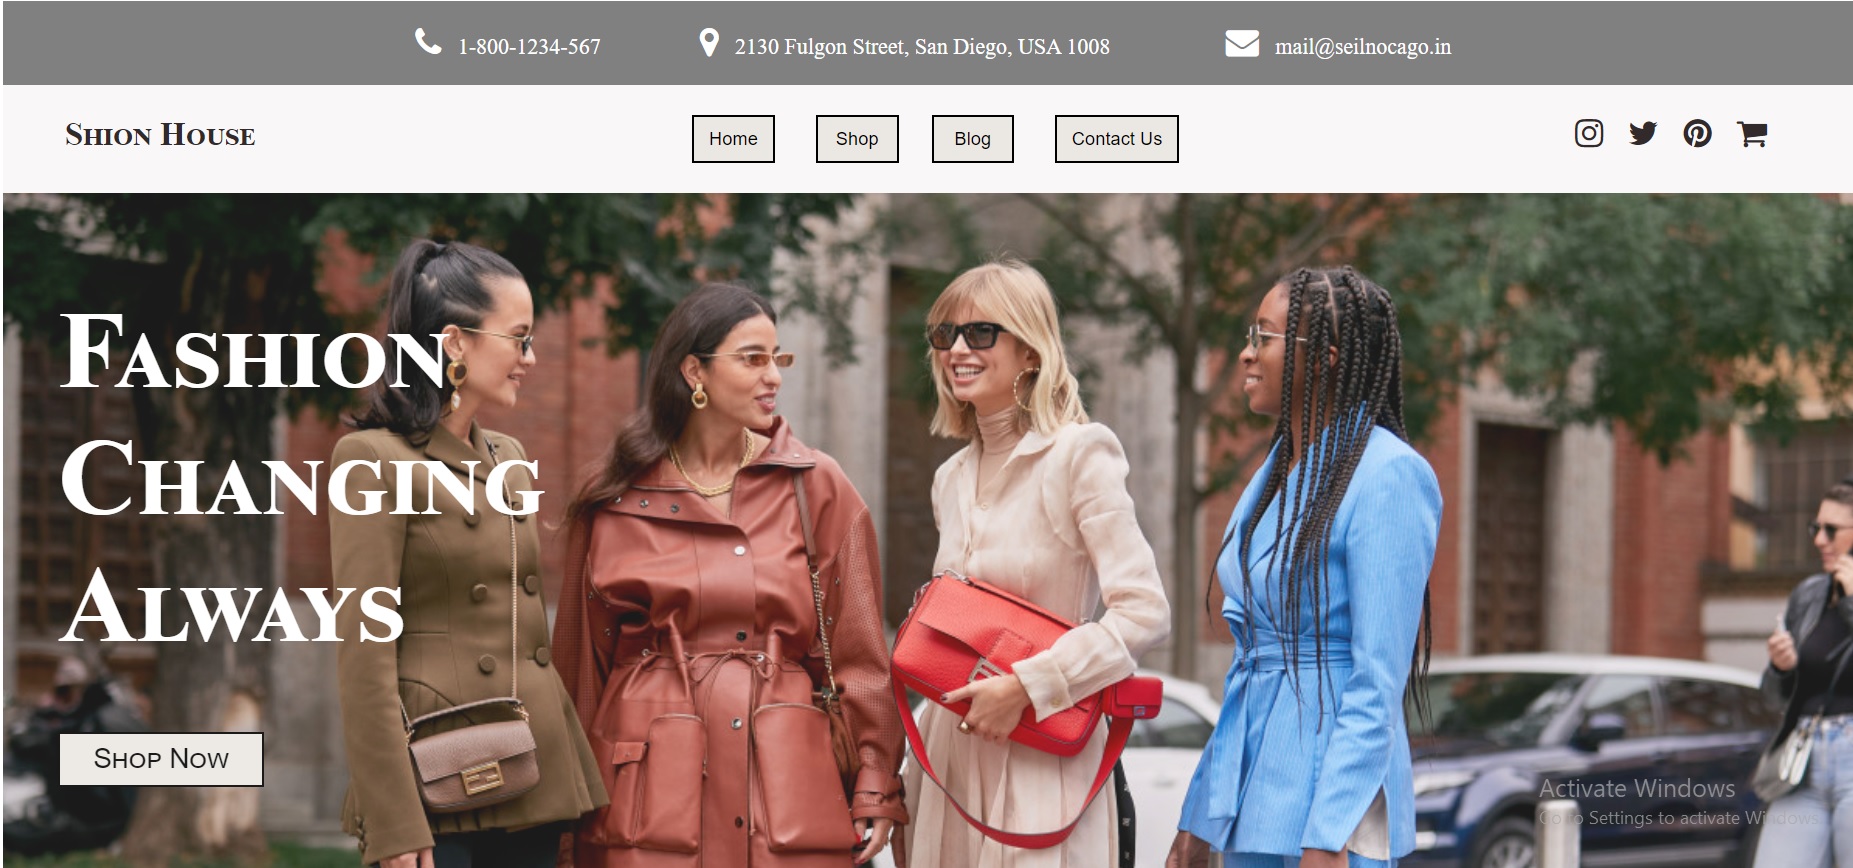 1-800-1234-567
2130 Fulgon Street, San Diego, USA 1008
mail@seilnocago.in
Shion House
Home
Shop
Blog
Contact Us
Fashion
Changing
Always
Shop Now
Activate Windows
Go to Settings to activate Windows.